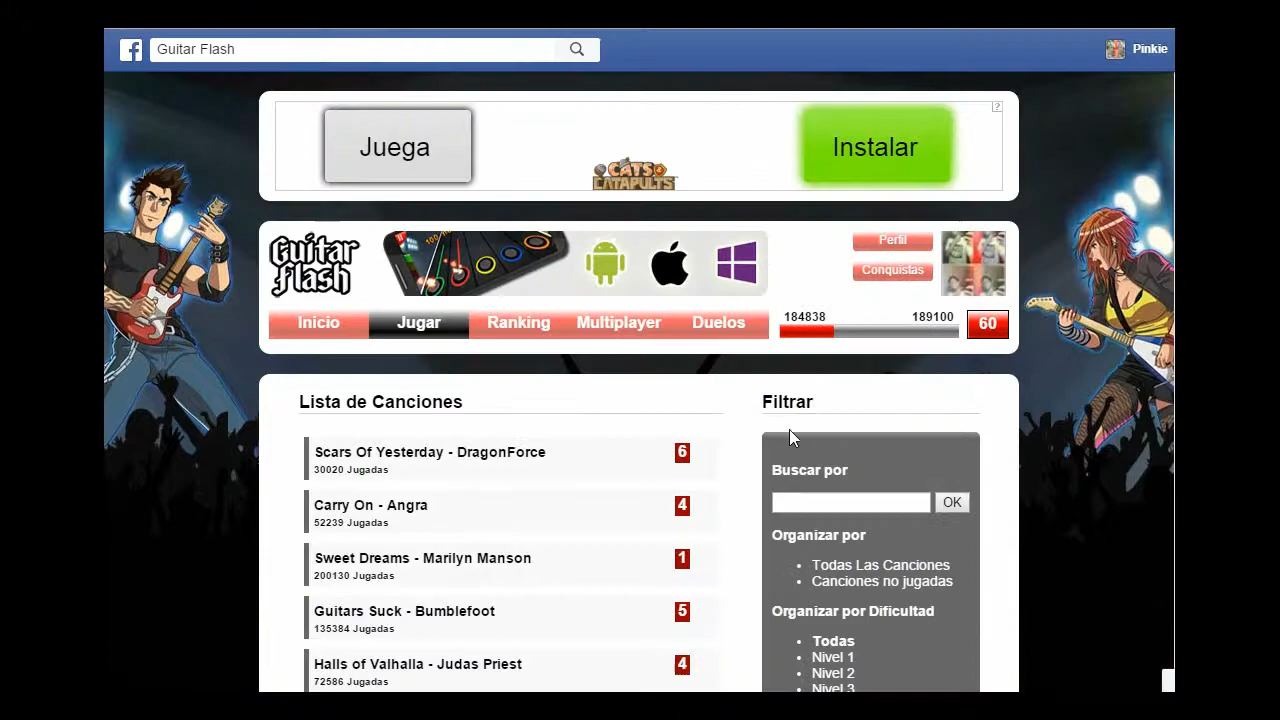 Guitar Flash
Pinkie
Juega
CATS & CATAPULTS
Instalar
?
Guitar Flash
Perfil
Conquistas
Inicio
Jugar
Ranking
Multiplayer
Duelos
184838
189100
60
Lista de Canciones
Scars Of Yesterday - DragonForce
6
30020 Jugadas
Carry On - Angra
4
52239 Jugadas
Sweet Dreams - Marilyn Manson
1
200130 Jugadas
Guitars Suck - Bumblefoot
5
135384 Jugadas
Halls of Valhalla - Judas Priest
4
72586 Jugadas
Filtrar
Buscar por
OK
Organizar por
Todas Las Canciones
Canciones no jugadas
Organizar por Dificultad
Todas
Nivel 1
Nivel 2
Nivel 3